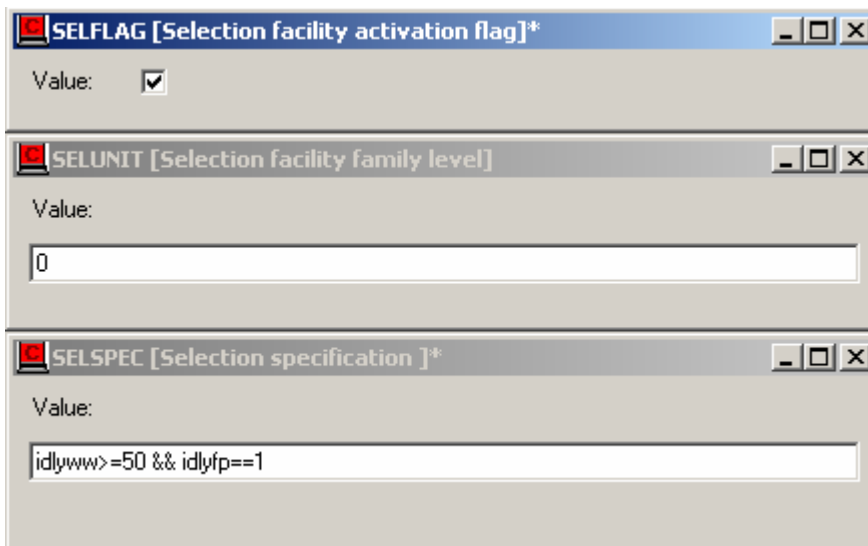 SELFLAG [Selection facility activation flag]*
Value:
SELUNIT [Selection facility family level]
Value:
0
SELSPEC [Selection specification ]*
Value:
idlyww>=50 && idlyfp==1